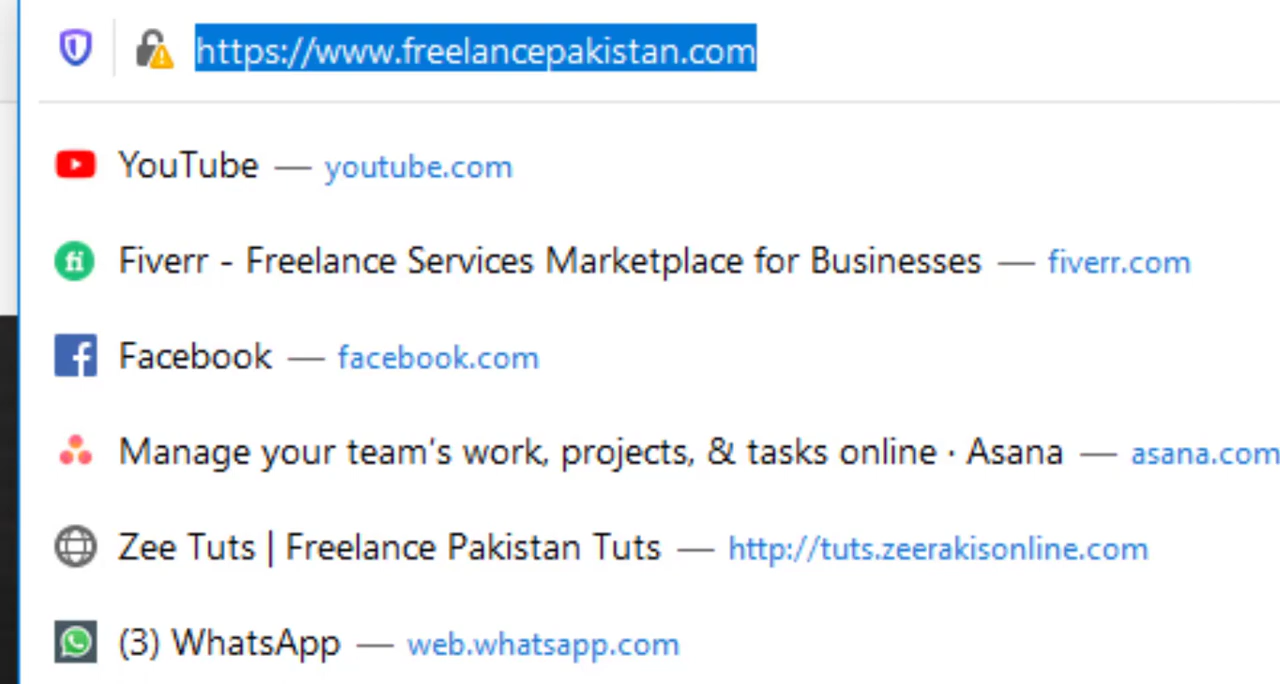 https://www.freelancepakistan.com
YouTube — youtube.com
fi Fiverr - Freelance Services Marketplace for Businesses — fiverr.com
f Facebook — facebook.com
Manage your team's work, projects, & tasks online · Asana — asana.com
Zee Tuts | Freelance Pakistan Tuts — http://tuts.zeerakisonline.com
(3) WhatsApp — web.whatsapp.com